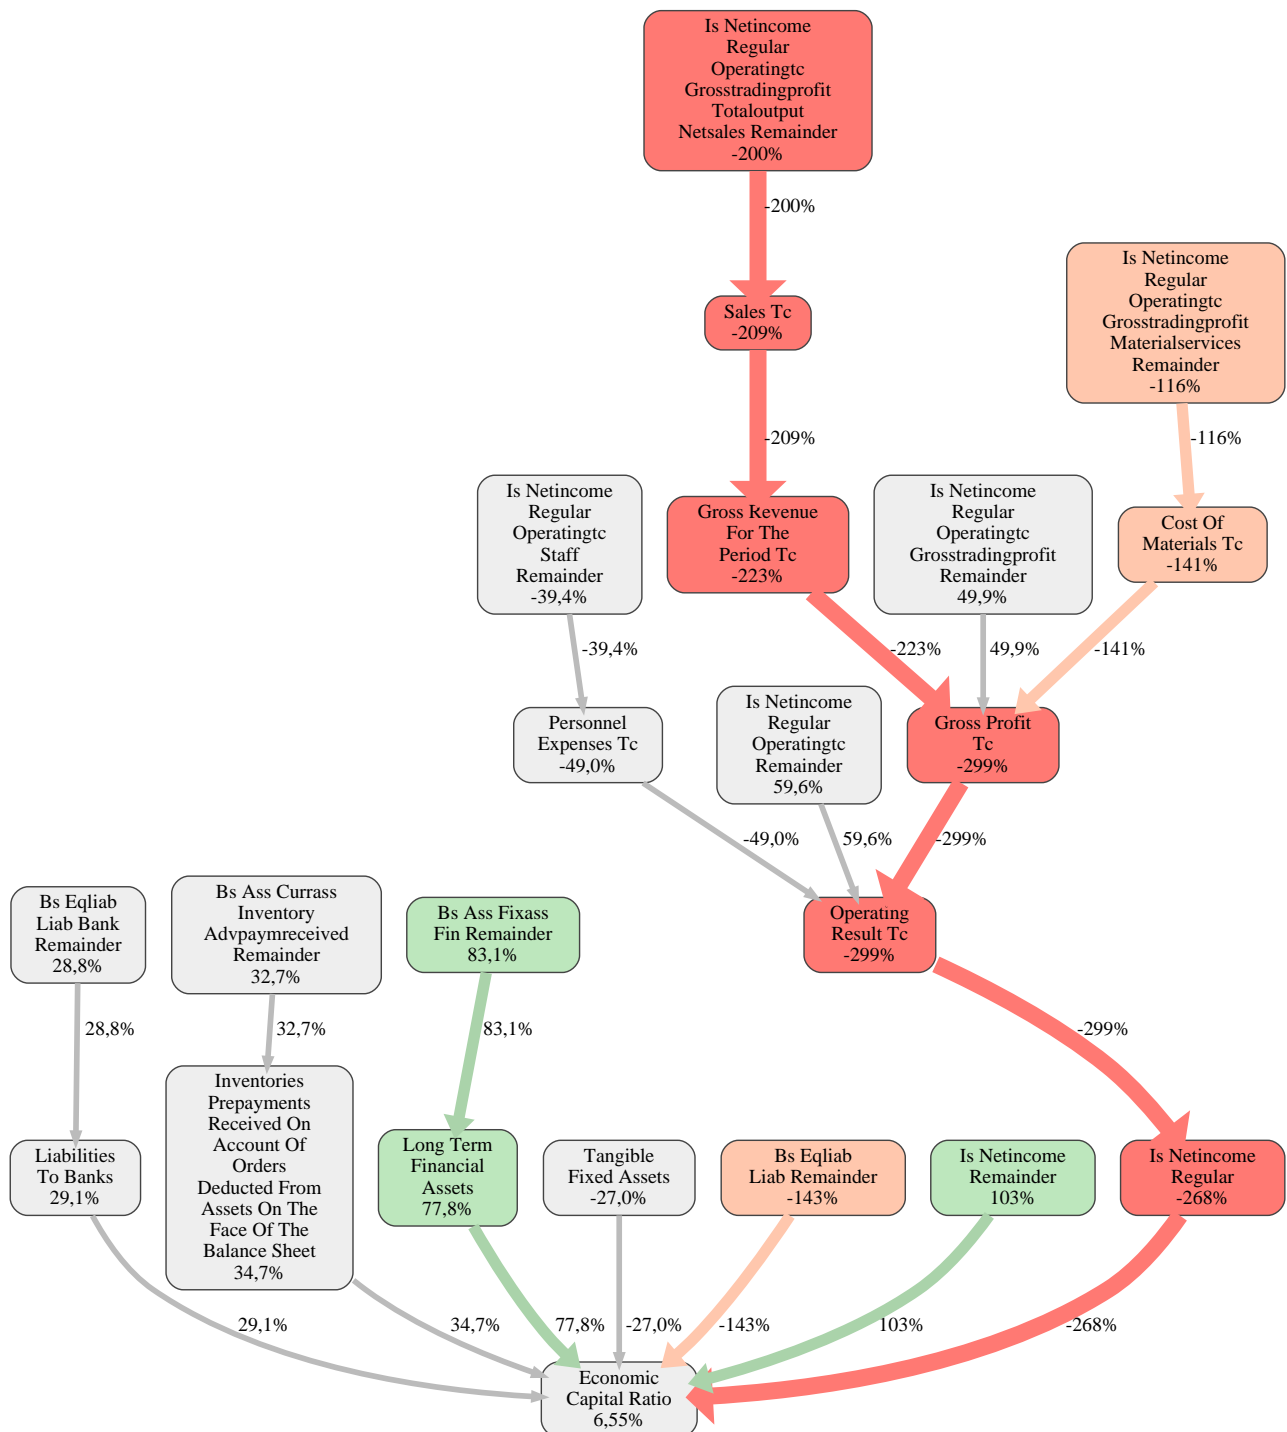 Is Netincome
Regular
Operatingtc
Grosstradingprofit
Totaloutput
Netsales Remainder
-200%
-200%
Is Netincome
Regular
Operatingtc
Grosstradingprofit
Materialservices
Remainder
-116%
Sales Tc
-209%
-116%
-209%
Is Netincome
Regular
Operatingtc
Staff
Remainder
-39,4%
Gross Revenue
For The
Period Tc
-223%
Is Netincome
Regular
Operatingtc
Grosstradingprofit
Remainder
49,9%
Cost Of
Materials Tc
-141%
-39,4%
-223%
49,9%
-141%
Personnel
Expenses Tc
-49,0%
Is Netincome
Regular
Operatingtc
Remainder
59,6%
Gross Profit
Tc
-299%
-49,0%
59,6%
-299%
Bs Eqliab
Liab Bank
Remainder
28,8%
Bs Ass Currass
Inventory
Advpaymreceived
Remainder
32,7%
Bs Ass Fixass
Fin Remainder
83,1%
Operating
Result Tc
-299%
28,8%
32,7%
83,1%
-299%
Liabilities
To Banks
29,1%
Inventories
Prepayments
Received On
Account Of
Orders
Deducted From
Assets On The
Face Of The
Balance Sheet
34,7%
Long Term
Financial
Assets
77,8%
Tangible
Fixed Assets
-27,0%
Bs Eqliab
Liab Remainder
-143%
Is Netincome
Remainder
103%
Is Netincome
Regular
-268%
29,1%
34,7%
77,8%
-27,0%
-143%
103%
-268%
Economic
Capital Ratio
6,55%